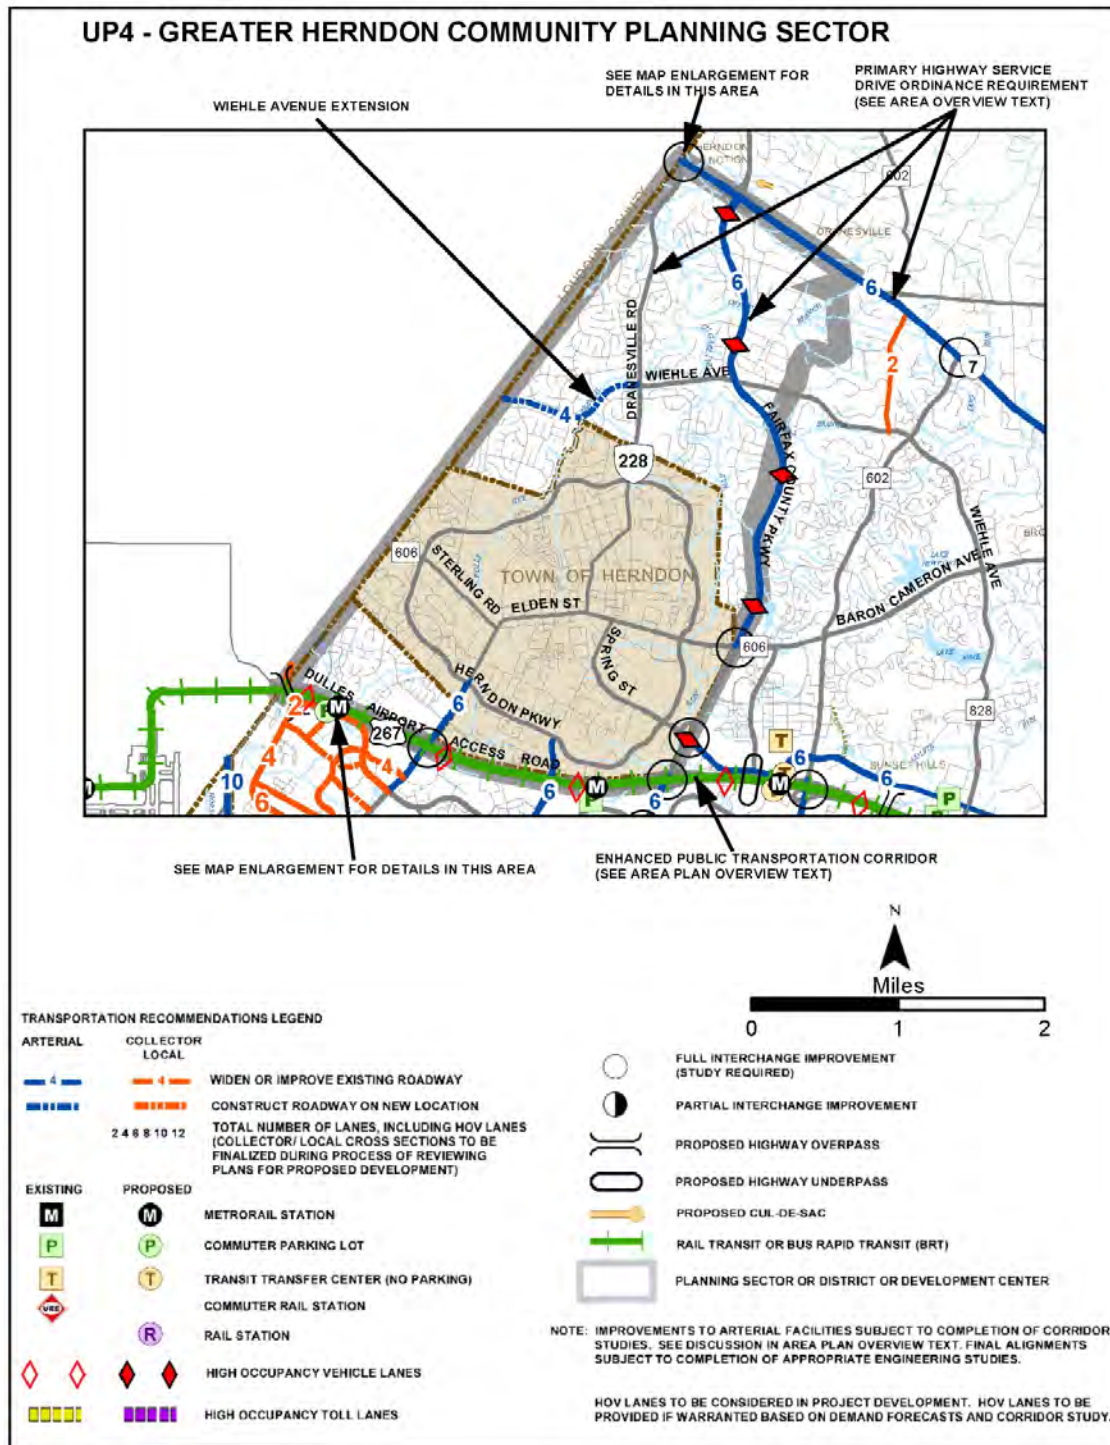 UP4 - GREATER HERNDON COMMUNITY PLANNING SECTOR
SEE MAP ENLARGEMENT FOR
DETAILS IN THIS AREA
PRIMARY HIGHWAY SERVICE
DRIVE ORDINANCE REQUIREMENT
(SEE AREA OVERVIEW TEXT)
WIEHLE AVENUE EXTENSION
LOUDOUN COUNTY
602
DRANESVILLE
6
6
DRANESVILLE RD
WIEHLE AVE
4
2
7
228
FAIRFAX COUNTY PKWY
602
WIEHLE AVE
606
STERLING RD
TOWN OF HERNDON
ELDEN ST
SPRING ST
BARON CAMERON AVE
606
HERNDON PKWY
828
DULLES AIRPORT ACCESS ROAD
267
M
P
2
4
6
10
4
6
6
6
6
6
6
M
P
T
M
SUNSET HILLS
P
SEE MAP ENLARGEMENT FOR DETAILS IN THIS AREA
ENHANCED PUBLIC TRANSPORTATION CORRIDOR
(SEE AREA PLAN OVERVIEW TEXT)
N
Miles
0 1 2
TRANSPORTATION RECOMMENDATIONS LEGEND
ARTERIAL
COLLECTOR
LOCAL
4 4 WIDEN OR IMPROVE EXISTING ROADWAY
CONSTRUCT ROADWAY ON NEW LOCATION
2 4 6 8 10 12 TOTAL NUMBER OF LANES, INCLUDING HOV LANES
(COLLECTOR/ LOCAL CROSS SECTIONS TO BE
FINALIZED DURING PROCESS OF REVIEWING
PLANS FOR PROPOSED DEVELOPMENT)
EXISTING PROPOSED
M M METRORAIL STATION
P P COMMUTER PARKING LOT
T T TRANSIT TRANSFER CENTER (NO PARKING)
VRE COMMUTER RAIL STATION
R RAIL STATION
HIGH OCCUPANCY VEHICLE LANES
HIGH OCCUPANCY TOLL LANES
FULL INTERCHANGE IMPROVEMENT
(STUDY REQUIRED)
PARTIAL INTERCHANGE IMPROVEMENT
PROPOSED HIGHWAY OVERPASS
PROPOSED HIGHWAY UNDERPASS
PROPOSED CUL-DE-SAC
RAIL TRANSIT OR BUS RAPID TRANSIT (BRT)
PLANNING SECTOR OR DISTRICT OR DEVELOPMENT CENTER
NOTE: IMPROVEMENTS TO ARTERIAL FACILITIES SUBJECT TO COMPLETION OF CORRIDOR
STUDIES. SEE DISCUSSION IN AREA PLAN OVERVIEW TEXT. FINAL ALIGNMENTS
SUBJECT TO COMPLETION OF APPROPRIATE ENGINEERING STUDIES.
HOV LANES TO BE CONSIDERED IN PROJECT DEVELOPMENT. HOV LANES TO BE
PROVIDED IF WARRANTED BASED ON DEMAND FORECASTS AND CORRIDOR STUDY.